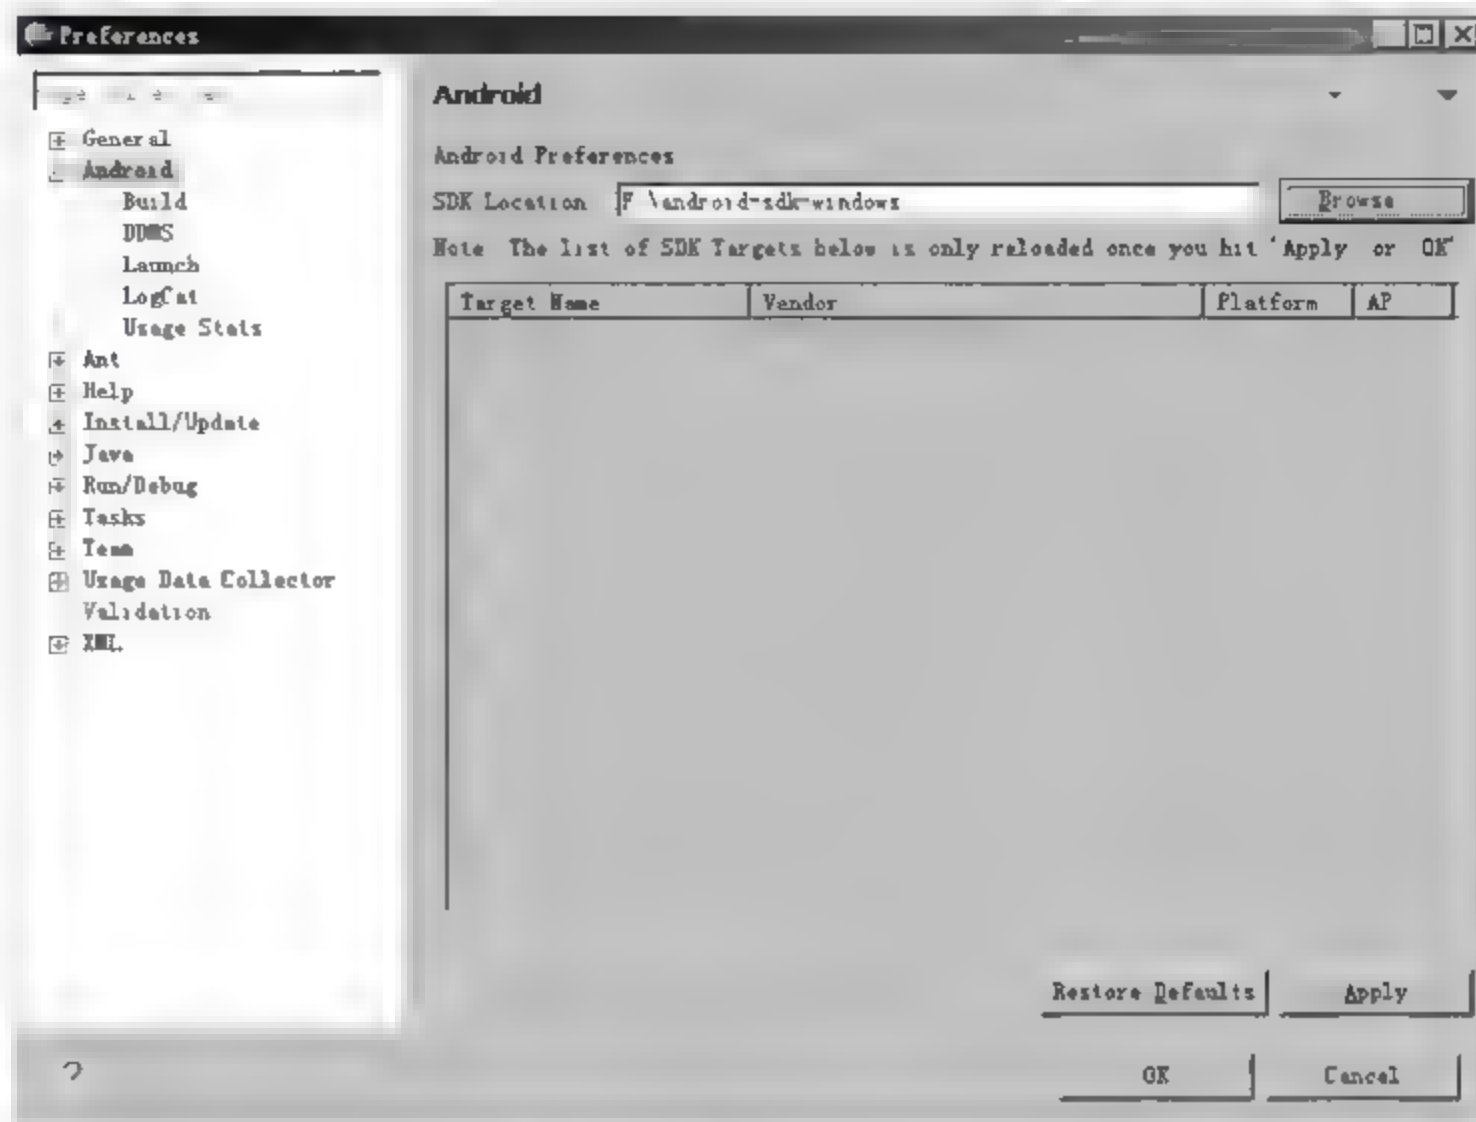 Preferences
General
Android
Build
DDMS
Launch
LogCat
Usage Stats
Ant
Help
Install/Update
Java
Run/Debug
Tasks
Team
Usage Data Collector
Validation
XML
Android
Android Preferences
SDK Location F \android-sdk-windows Browse
Note The list of SDK Targets below is only reloaded once you hit 'Apply or OK'
Target Name Vendor Platform AP
Restore Defaults Apply
? OK Cancel